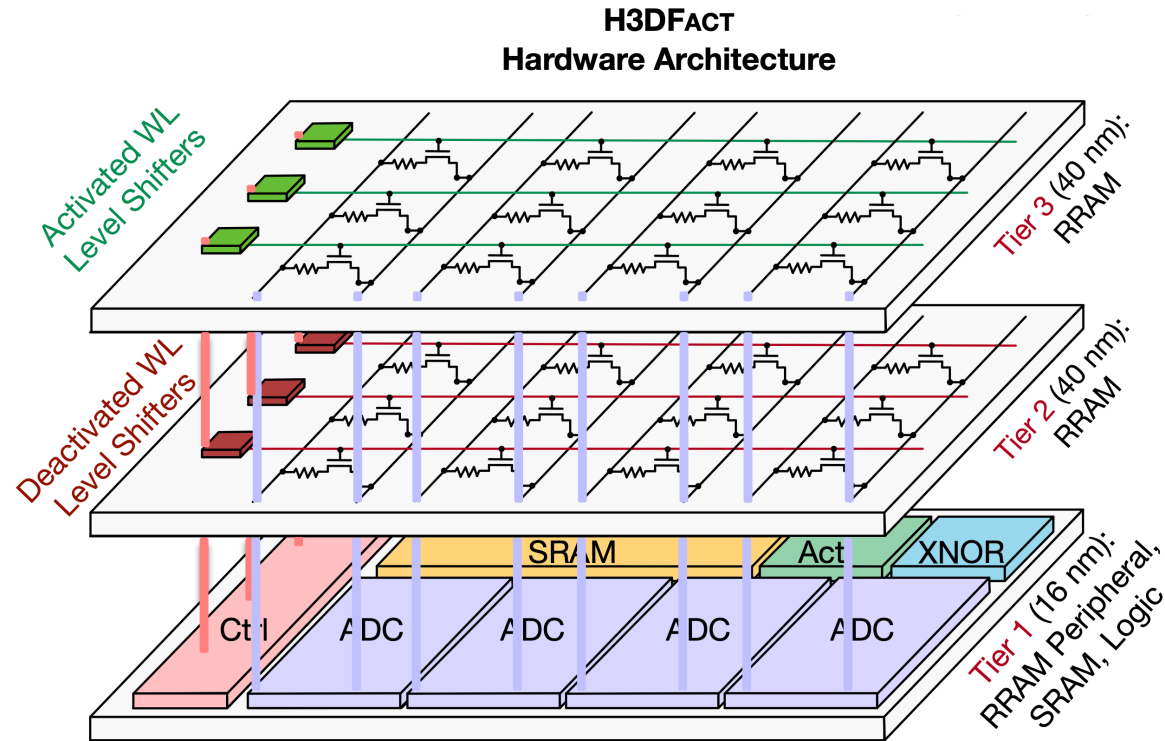 H3DFACT
Hardware Architecture
Activated WL
Level Shifters
Tier 3 (40 nm):
RRAM
Deactivated WL
Level Shifters
Tier 2 (40 nm):
RRAM
SRAM
Act
XNOR
Ctrl
ADC
ADC
ADC
ADC
Tier 1 (16 nm):
RRAM Peripheral,
SRAM, Logic